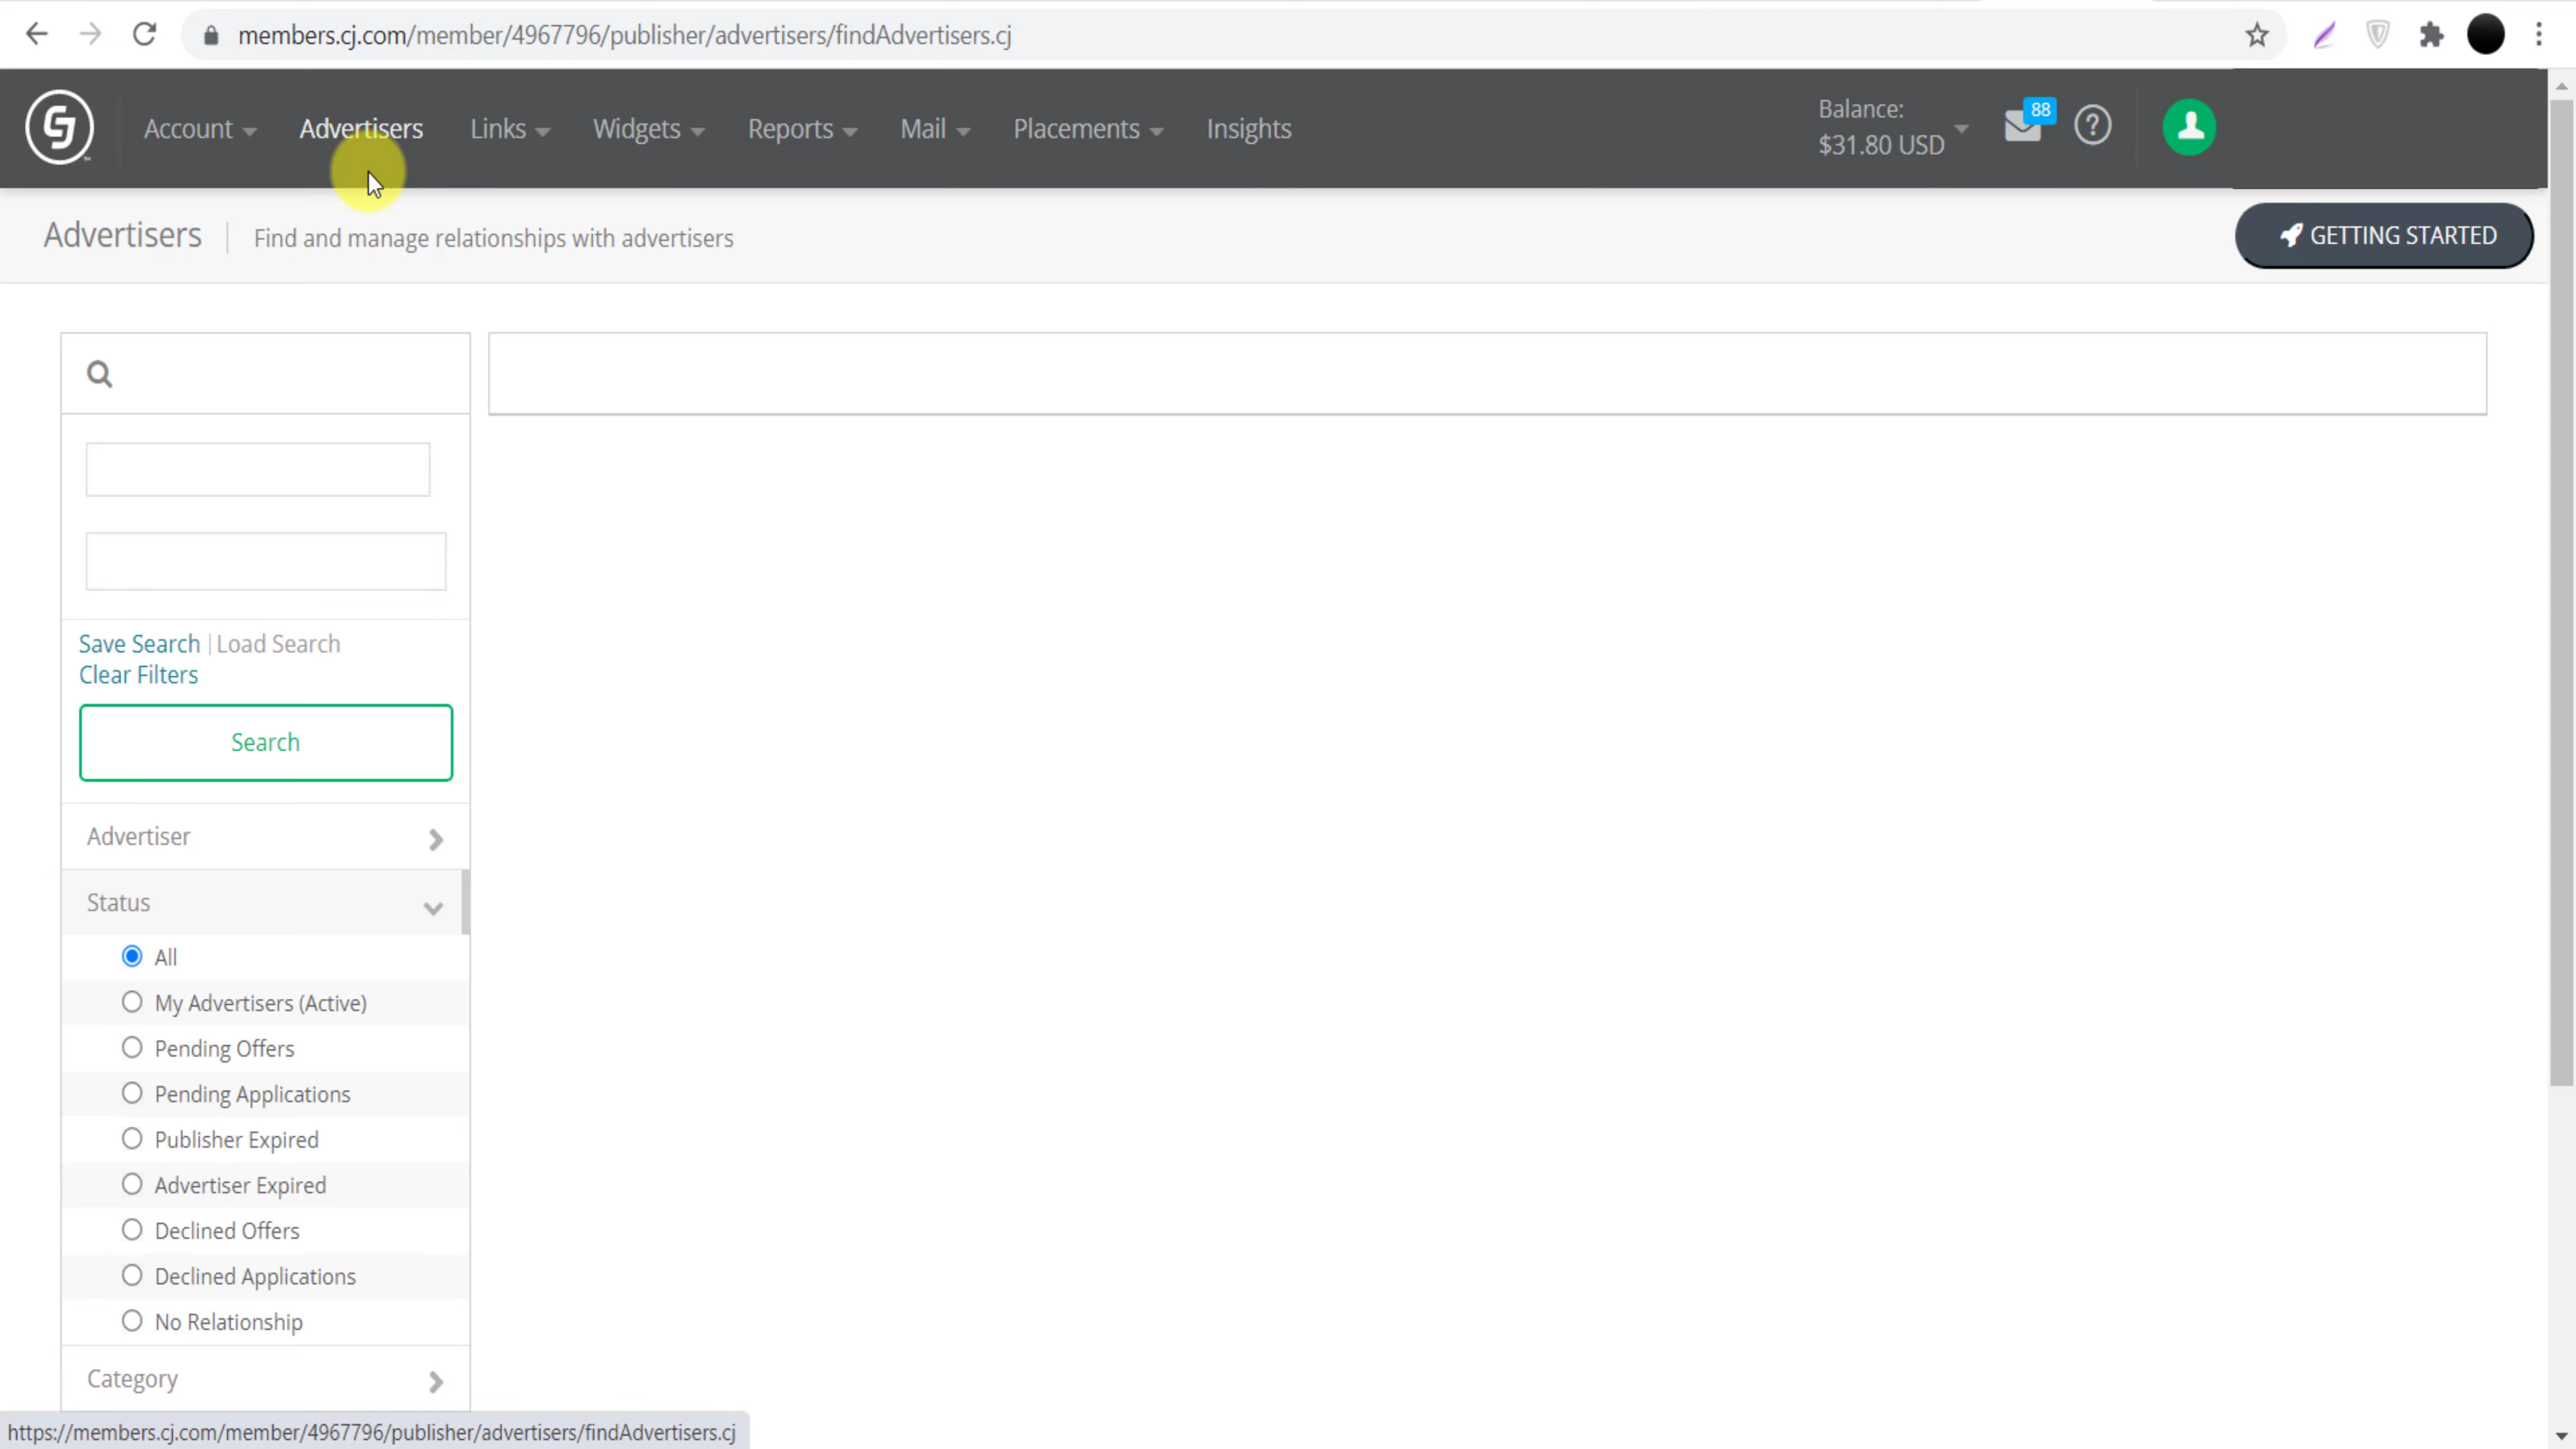 members.cj.com/member/4967796/publisher/advertisers/findAdvertisers.cj
Account Advertisers Links Widgets Reports Mail Placements Insights
Balance:
$31.80 USD
88
Advertisers | Find and manage relationships with advertisers
GETTING STARTED
Save Search | Load Search
Clear Filters
Search
Advertiser
Status
All
My Advertisers (Active)
Pending Offers
Pending Applications
Publisher Expired
Advertiser Expired
Declined Offers
Declined Applications
No Relationship
Category
https://members.cj.com/member/4967796/publisher/advertisers/findAdvertisers.cj